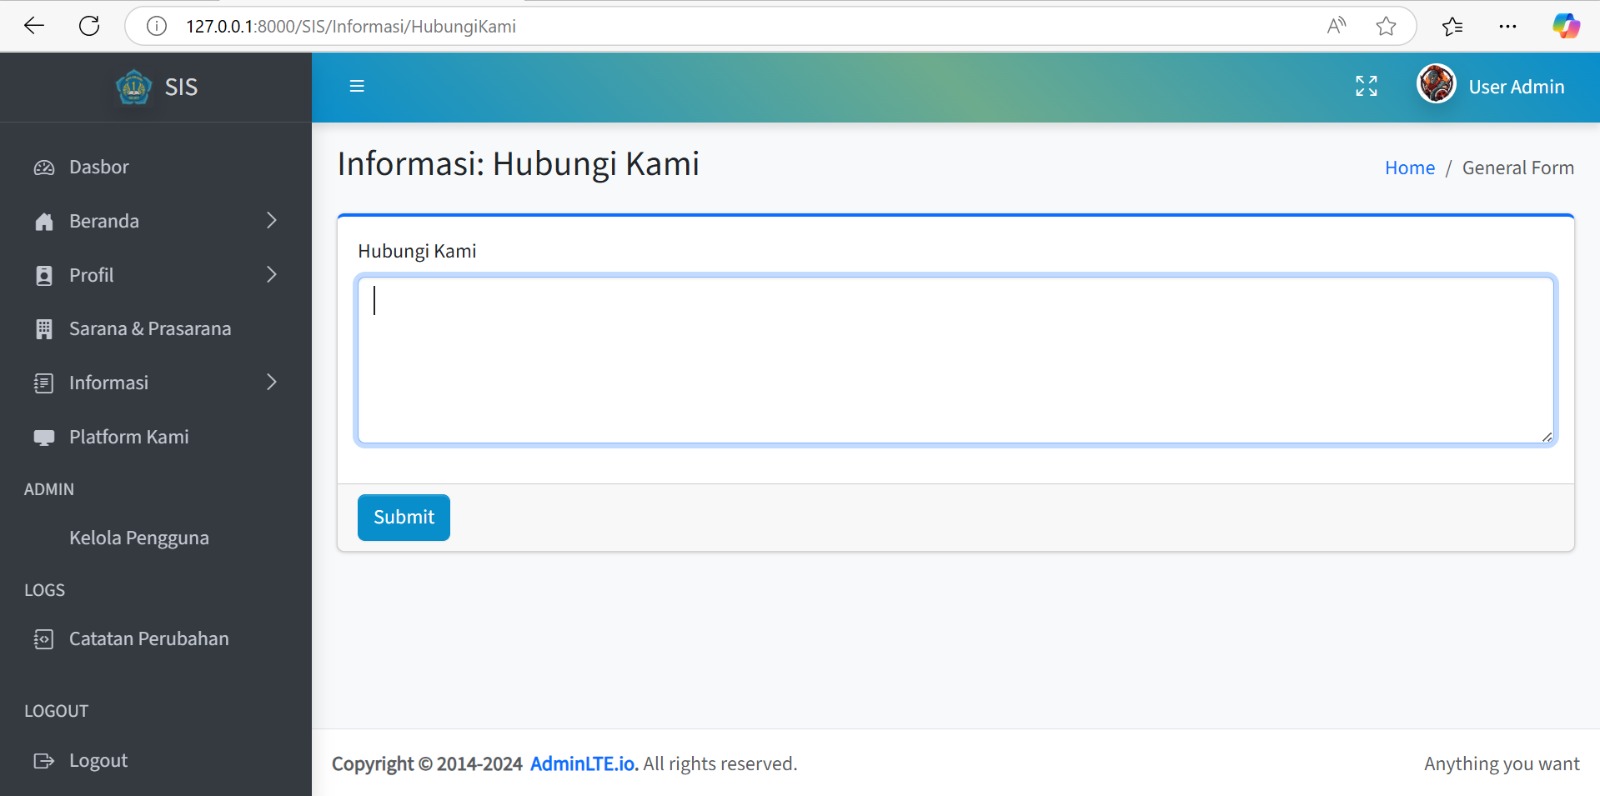 127.0.0.1:8000/SIS/Informasi/HubungiKami
SIS
User Admin
Dasbor
Beranda
Profil
Sarana & Prasarana
Informasi
Platform Kami
ADMIN
Kelola Pengguna
LOGS
Catatan Perubahan
LOGOUT
Logout
Informasi: Hubungi Kami
Home / General Form
Hubungi Kami
Submit
Copyright © 2014-2024 AdminLTE.io. All rights reserved.
Anything you want